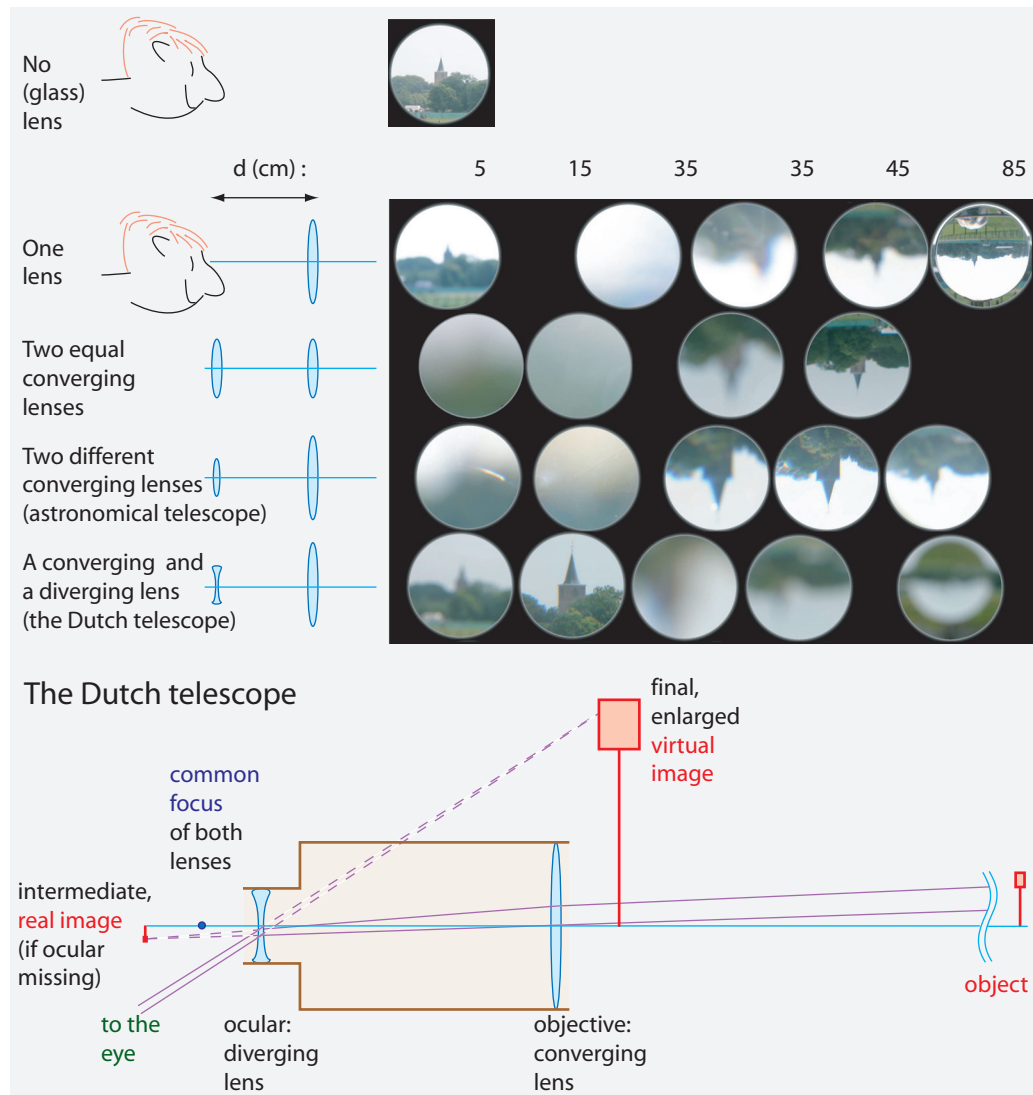 No
(glass)
lens
d (cm) :
5 15 35 35 45 85
One
lens
Two equal
converging
lenses
Two different
converging lenses
(astronomical telescope)
A converging and
a diverging lens
(the Dutch telescope)
The Dutch telescope
final,
enlarged
virtual
image
common
focus
of both
lenses
intermediate,
real image
(if ocular
missing)
object
to the
eye
ocular:
diverging
lens
objective:
converging
lens